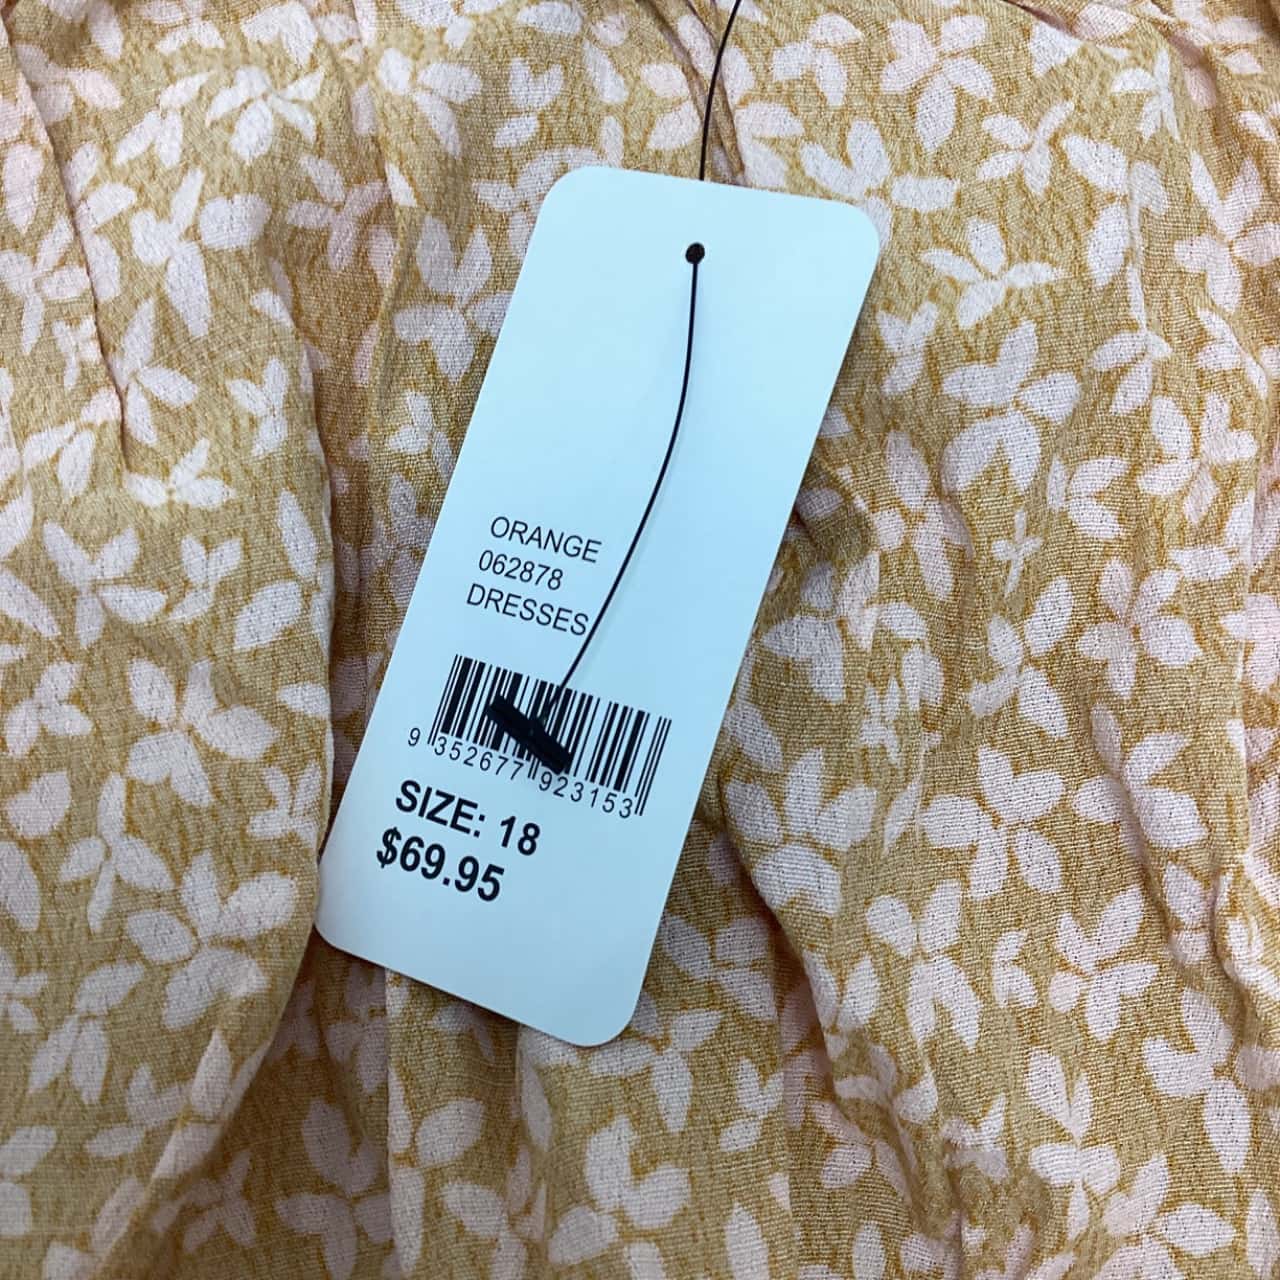 ORANGE
062878
DRESSES
9 352677 923153
SIZE: 18
$69.95